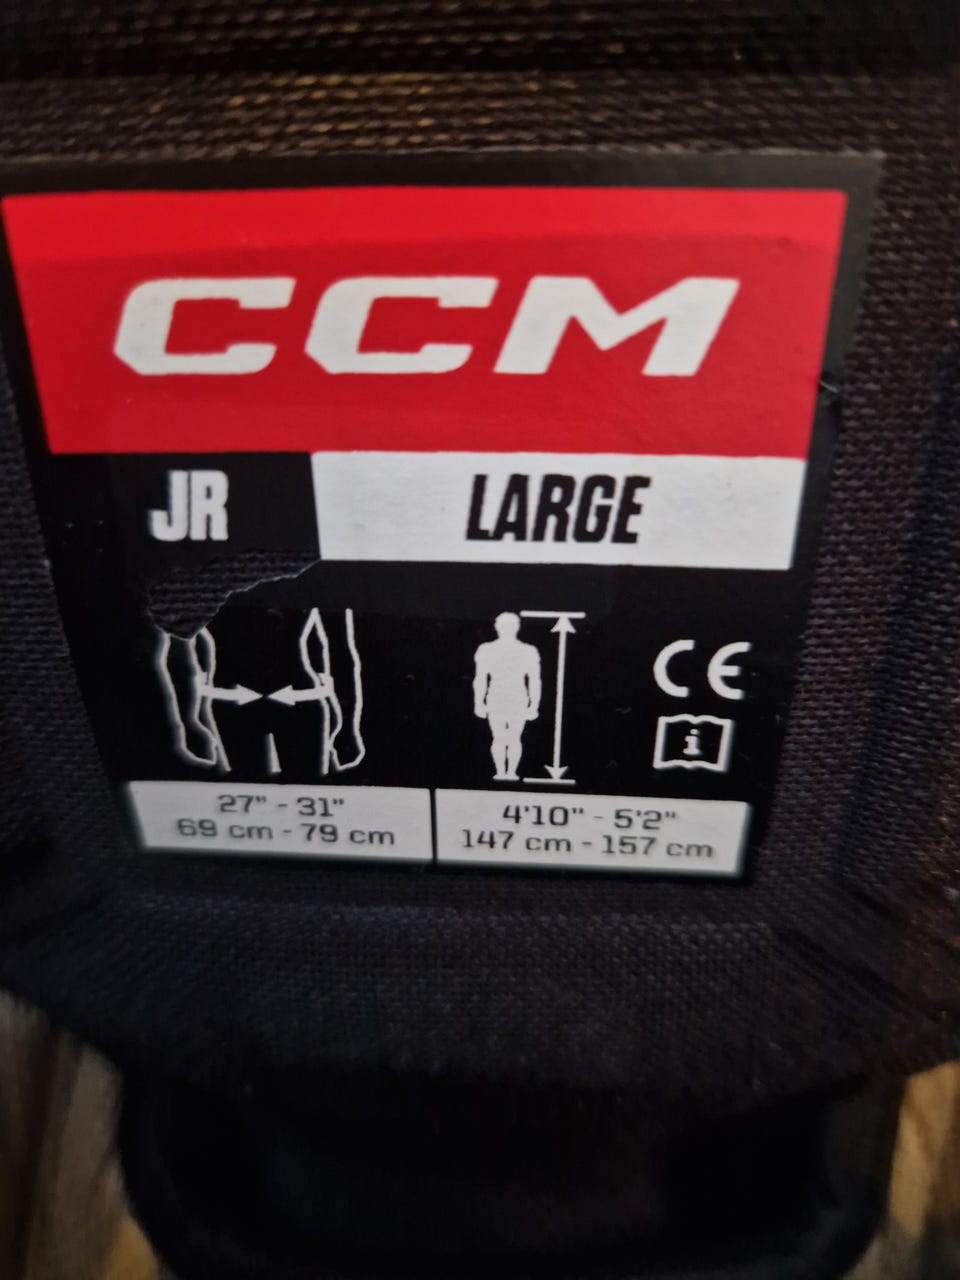 CCM
JR LARGE
CE
i
27" - 31"
69 cm - 79 cm
4'10" - 5'2"
147 cm - 157 cm